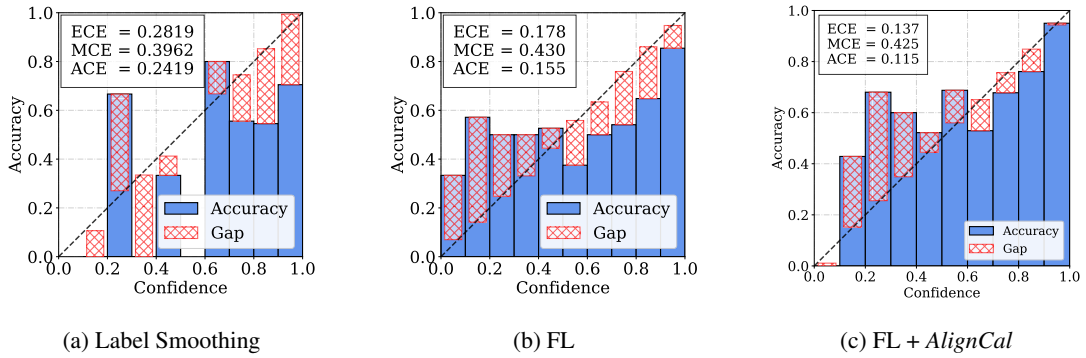 ECE = 0.2819
MCE = 0.3962
ACE = 0.2419
Accuracy
1.0
0.8
0.6
0.4
0.2
0.0
Accuracy
Gap
0.0 0.2 0.4 0.6 0.8 1.0
Confidence
(a) Label Smoothing
ECE = 0.178
MCE = 0.430
ACE = 0.155
Accuracy
1.0
0.8
0.6
0.4
0.2
0.0
Accuracy
Gap
0.0 0.2 0.4 0.6 0.8 1.0
Confidence
(b) FL
ECE = 0.137
MCE = 0.425
ACE = 0.115
Accuracy
1.0
0.8
0.6
0.4
0.2
0.0
Accuracy
Gap
0.0 0.2 0.4 0.6 0.8 1.0
Confidence
(c) FL + AlignCal